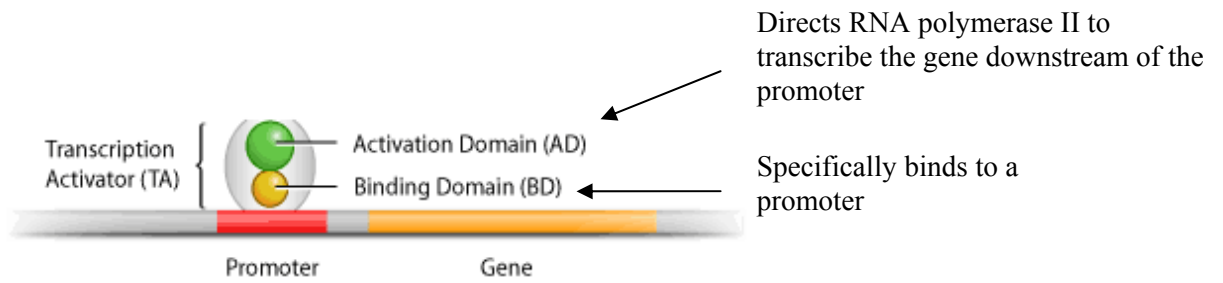 Directs RNA polymerase II to
transcribe the gene downstream of the
promoter
Transcription
Activator (TA)
Activation Domain (AD)
Binding Domain (BD)
Specifically binds to a
promoter
Promoter
Gene